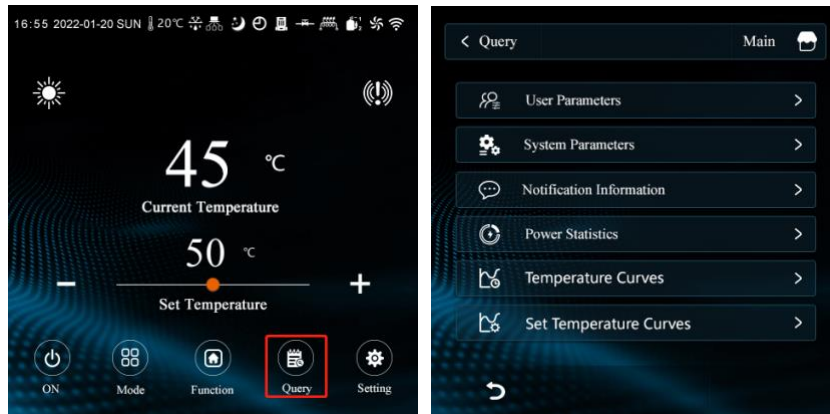 16:55 2022-01-20 SUN 20℃
45 ℃
Current Temperature
50 ℃
Set Temperature
ON Mode Function Query Setting
Query Main
User Parameters
System Parameters
Notification Information
Power Statistics
Temperature Curves
Set Temperature Curves